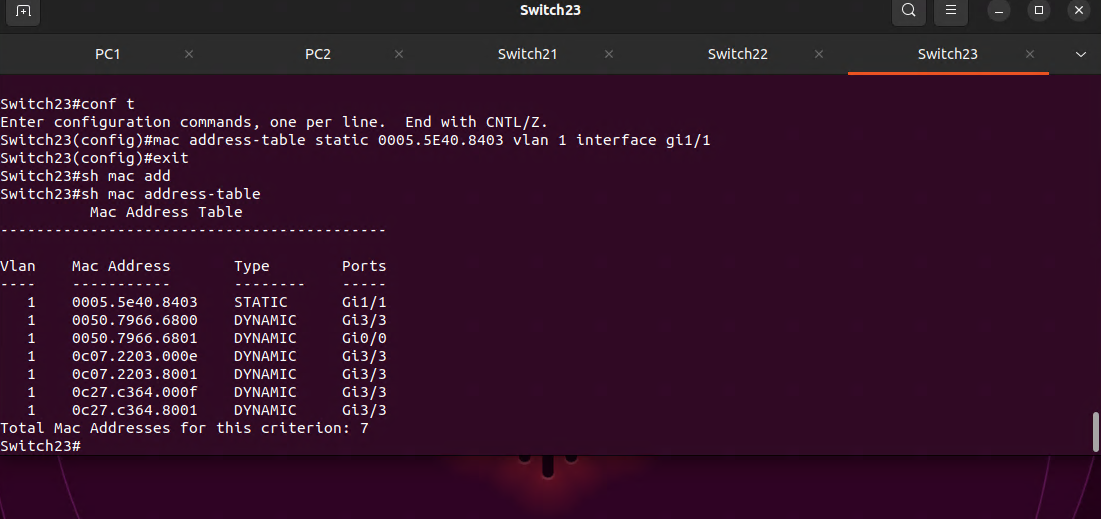 Switch23
PC1 × PC2 × Switch21 × Switch22 × Switch23 ×
Switch23#conf t
Enter configuration commands, one per line.  End with CNTL/Z.
Switch23(config)#mac address-table static 0005.5E40.8403 vlan 1 interface gi1/1
Switch23(config)#exit
Switch23#sh mac add
Switch23#sh mac address-table
          Mac Address Table
-------------------------------------------

Vlan    Mac Address       Type        Ports
----    -----------       --------    -----
   1    0005.5e40.8403    STATIC      Gi1/1
   1    0050.7966.6800    DYNAMIC     Gi3/3
   1    0050.7966.6801    DYNAMIC     Gi0/0
   1    0c07.2203.000e    DYNAMIC     Gi3/3
   1    0c07.2203.8001    DYNAMIC     Gi3/3
   1    0c27.c364.000f    DYNAMIC     Gi3/3
   1    0c27.c364.8001    DYNAMIC     Gi3/3
Total Mac Addresses for this criterion: 7
Switch23#